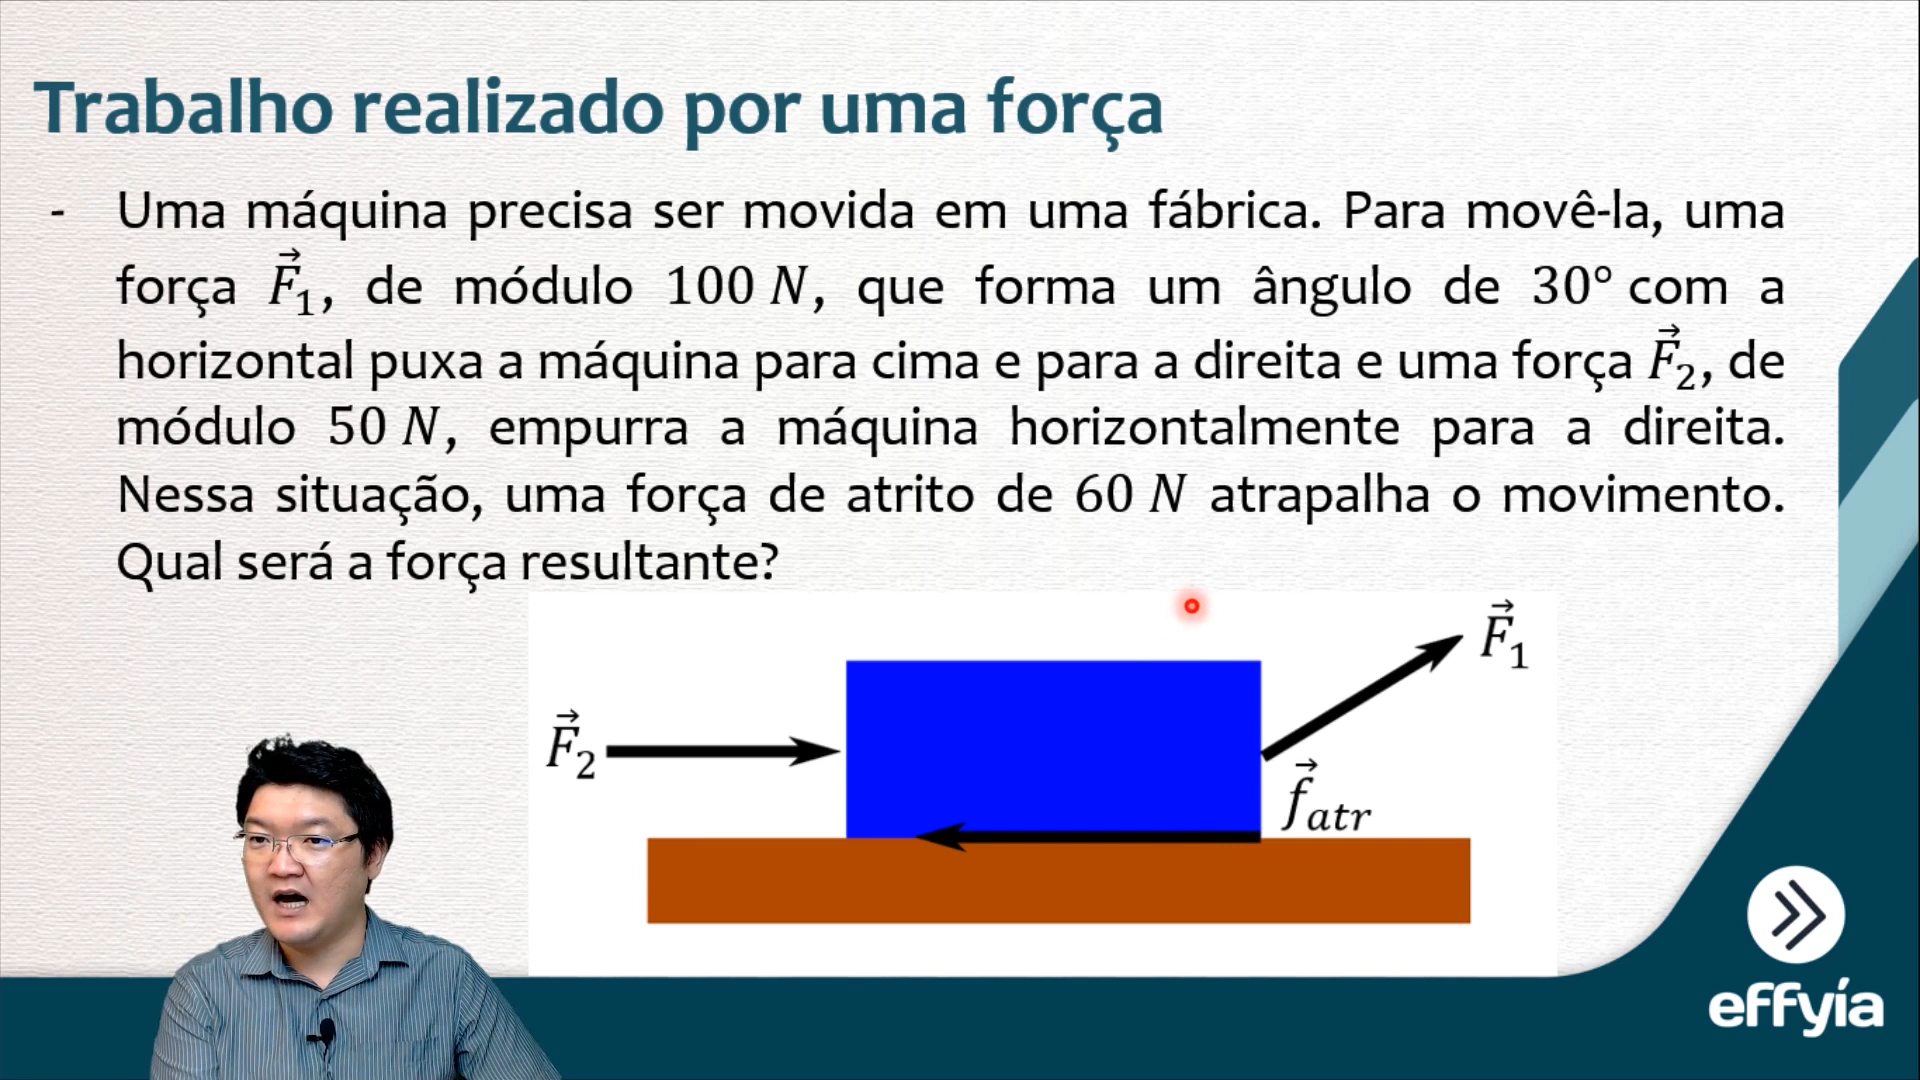 Trabalho realizado por uma força
- Uma máquina precisa ser movida em uma fábrica. Para movê-la, uma
força F⃗₁, de módulo 100 N, que forma um ângulo de 30° com a
horizontal puxa a máquina para cima e para a direita e uma força F⃗₂, de
módulo 50 N, empurra a máquina horizontalmente para a direita.
Nessa situação, uma força de atrito de 60 N atrapalha o movimento.
Qual será a força resultante?
F⃗₁
F⃗₂
f⃗ₐₜᵣ
effyía